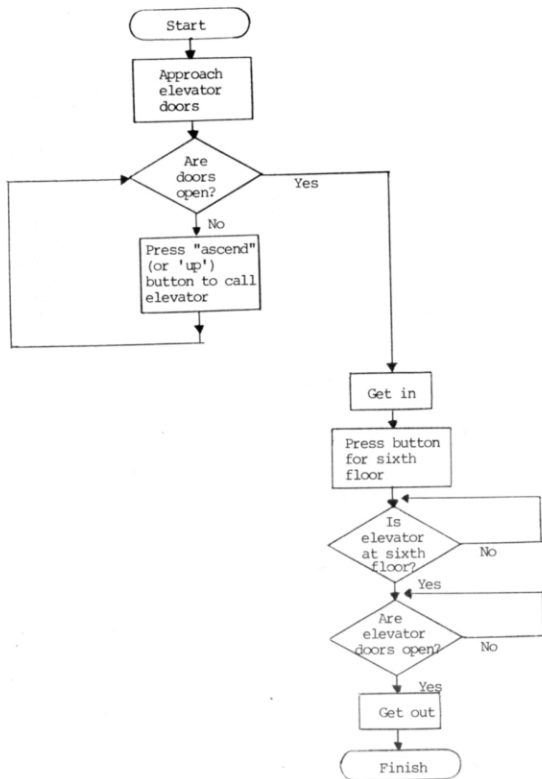 Start
Approach
elevator
doors
Are
doors
open?
Yes
No
Press "ascend"
(or 'up')
button to call
elevator
Get in
Press button
for sixth
floor
Is
elevator
at sixth
floor?
No
Yes
Are
elevator
doors open?
No
Yes
Get out
Finish